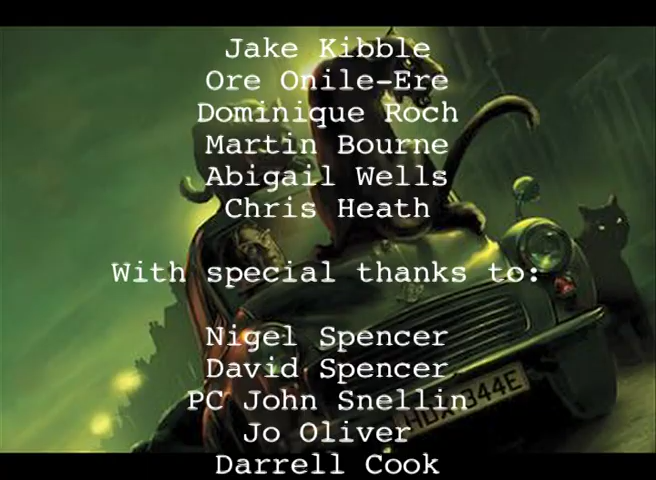 Jake Kibble
Ore Onile-Ere
Dominique Roch
Martin Bourne
Abigail Wells
Chris Heath
With special thanks to:
Nigel Spencer
David Spencer
PC John Snellin
Jo Oliver
Darrell Cook